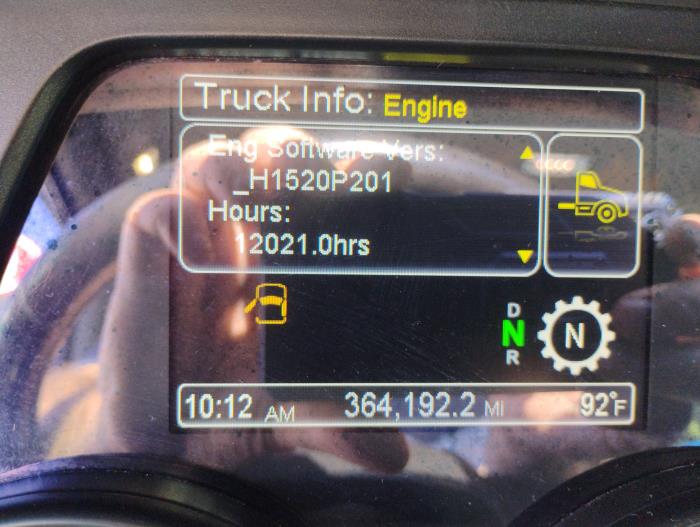 Truck Info: Engine
Eng Software Vers:
_H1520P201
Hours:
12021.0hrs
D
N
R
N
10:12 AM 364,192.2 MI 92°F